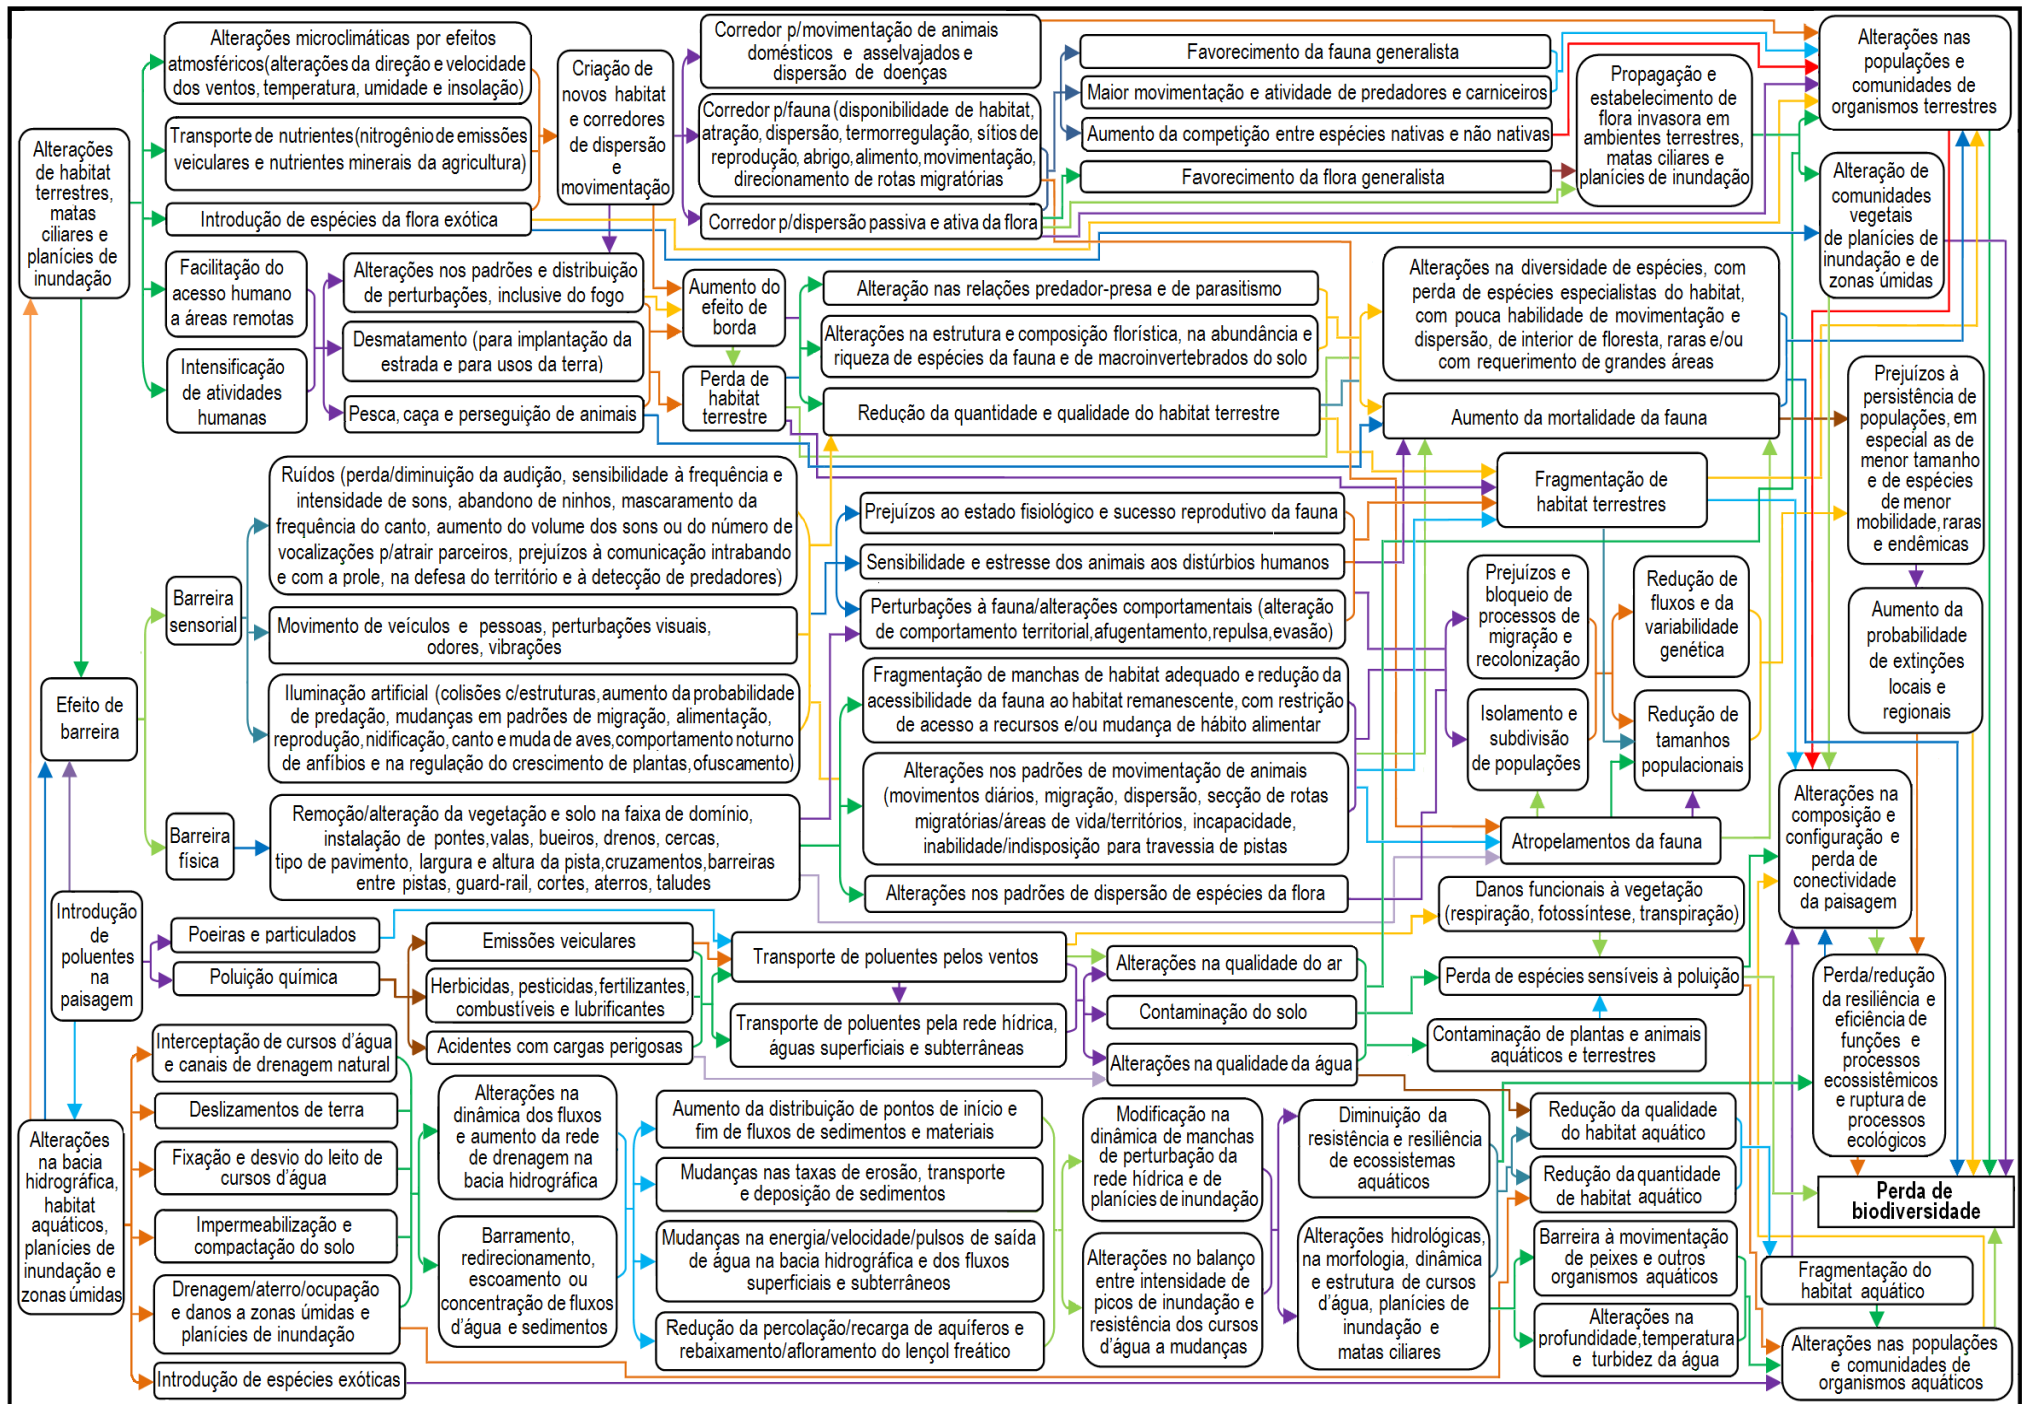 Alterações
de habitat
terrestres,
matas
ciliares e
planícies de
inundação
Efeito de
barreira
Introdução
de
poluentes
na
paisagem
Alterações
na bacia
hidrográfica,
habitat
aquáticos,
planícies de
inundação e
zonas úmidas
Alterações microclimáticas por efeitos
atmosféricos(alterações da direção e velocidade
dos ventos, temperatura, umidade e insolação)
Transporte de nutrientes(nitrogênio de emissões
veiculares e nutrientes minerais da agricultura)
Introdução de espécies da flora exótica
Facilitação do
acesso humano
a áreas remotas
Intensificação
de atividades
humanas
Criação de
novos habitat
e corredores
de dispersão
e
movimentação
Alterações nos padrões e distribuição
de perturbações, inclusive do fogo
Desmatamento (para implantação da
estrada e para usos da terra)
Pesca, caça e perseguição de animais
Corredor p/movimentação de animais
domésticos e asselvajados e
dispersão de doenças
Corredor p/fauna (disponibilidade de habitat,
atração, dispersão, termorregulação, sítios de
reprodução, abrigo, alimento, movimentação,
direcionamento de rotas migratórias
Corredor p/dispersão passiva e ativa da flora
Aumento do
efeito de
borda
Perda de
habitat
terrestre
Favorecimento da fauna generalista
Maior movimentação e atividade de predadores e carniceiros
Aumento da competição entre espécies nativas e não nativas
Favorecimento da flora generalista
Propagação e
estabelecimento de
flora invasora em
ambientes terrestres,
matas ciliares e
planícies de inundação
Alterações nas
populações e
comunidades de
organismos terrestres
Alteração de
comunidades
vegetais
de planícies de
inundação e de
zonas úmidas
Alteração nas relações predador-presa e de parasitismo
Alterações na estrutura e composição florística, na abundância e
riqueza de espécies da fauna e de macroinvertebrados do solo
Redução da quantidade e qualidade do habitat terrestre
Alterações na diversidade de espécies, com
perda de espécies especialistas do habitat,
com pouca habilidade de movimentação e
dispersão, de interior de floresta, raras e/ou
com requerimento de grandes áreas
Aumento da mortalidade da fauna
Prejuízos à
persistência de
populações, em
especial as de
menor tamanho
e de espécies
de menor
mobilidade, raras
e endêmicas
Barreira
sensorial
Barreira
física
Ruídos (perda/diminuição da audição, sensibilidade à frequência e
intensidade de sons, abandono de ninhos, mascaramento da
frequência do canto, aumento do volume dos sons ou do número de
vocalizações p/atrair parceiros, prejuízos à comunicação intrabando
e com a prole, na defesa do território e à detecção de predadores)
Movimento de veículos e pessoas, perturbações visuais,
odores, vibrações
Iluminação artificial (colisões c/estruturas, aumento da probabilidade
de predação, mudanças em padrões de migração, alimentação,
reprodução, nidificação, canto e muda de aves, comportamento noturno
de anfíbios e na regulação do crescimento de plantas, ofuscamento)
Remoção/alteração da vegetação e solo na faixa de domínio,
instalação de pontes,valas, bueiros, drenos, cercas,
tipo de pavimento, largura e altura da pista,cruzamentos,barreiras
entre pistas, guard-rail, cortes, aterros, taludes
Prejuízos ao estado fisiológico e sucesso reprodutivo da fauna
Sensibilidade e estresse dos animais aos distúrbios humanos
Perturbações à fauna/alterações comportamentais (alteração
de comportamento territorial,afugentamento,repulsa,evasão)
Fragmentação de manchas de habitat adequado e redução da
acessibilidade da fauna ao habitat remanescente, com restrição
de acesso a recursos e/ou mudança de hábito alimentar
Alterações nos padrões de movimentação de animais
(movimentos diários, migração, dispersão, secção de rotas
migratórias/áreas de vida/territórios, incapacidade,
inabilidade/indisposição para travessia de pistas
Alterações nos padrões de dispersão de espécies da flora
Fragmentação de
habitat terrestres
Prejuízos e
bloqueio de
processos de
migração e
recolonização
Isolamento e
subdivisão
de populações
Redução de
fluxos e da
variabilidade
genética
Redução de
tamanhos
populacionais
Atropelamentos da fauna
Aumento da
probabilidade
de extinções
locais e
regionais
Alterações na
composição e
configuração e
perda de
conectividade
da paisagem
Poeiras e particulados
Poluição química
Emissões veiculares
Herbicidas, pesticidas, fertilizantes,
combustíveis e lubrificantes
Acidentes com cargas perigosas
Transporte de poluentes pelos ventos
Transporte de poluentes pela rede hídrica,
águas superficiais e subterrâneas
Alterações na qualidade do ar
Contaminação do solo
Alterações na qualidade da água
Danos funcionais à vegetação
(respiração, fotossíntese, transpiração)
Perda de espécies sensíveis à poluição
Contaminação de plantas e animais
aquáticos e terrestres
Perda/redução
da resiliência e
eficiência de
funções e
processos
ecossistêmicos
e ruptura de
processos
ecológicos
Perda de
biodiversidade
Interceptação de cursos d'água
e canais de drenagem natural
Deslizamentos de terra
Fixação e desvio do leito de
cursos d'água
Impermeabilização e
compactação do solo
Drenagem/aterro/ocupação
e danos a zonas úmidas e
planícies de inundação
Introdução de espécies exóticas
Alterações na
dinâmica dos fluxos
e aumento da rede
de drenagem na
bacia hidrográfica
Barramento,
redirecionamento,
escoamento ou
concentração de fluxos
d'água e sedimentos
Aumento da distribuição de pontos de início e
fim de fluxos de sedimentos e materiais
Mudanças nas taxas de erosão, transporte
e deposição de sedimentos
Mudanças na energia/velocidade/pulsos de saída
de água na bacia hidrográfica e dos fluxos
superficiais e subterrâneos
Redução da percolação/recarga de aquíferos e
rebaixamento/afloramento do lençol freático
Modificação na
dinâmica de manchas
de perturbação da
rede hídrica e de
planícies de inundação
Alterações no balanço
entre intensidade de
picos de inundação e
resistência dos cursos
d'água a mudanças
Diminuição da
resistência e resiliência
de ecossistemas
aquáticos
Alterações hidrológicas,
na morfologia, dinâmica
e estrutura de cursos
d'água, planícies de
inundação e
matas ciliares
Redução da qualidade
do habitat aquático
Redução da quantidade
de habitat aquático
Barreira à movimentação
de peixes e outros
organismos aquáticos
Alterações na
profundidade,temperatura
e turbidez da água
Fragmentação do
habitat aquático
Alterações nas populações
e comunidades de
organismos aquáticos